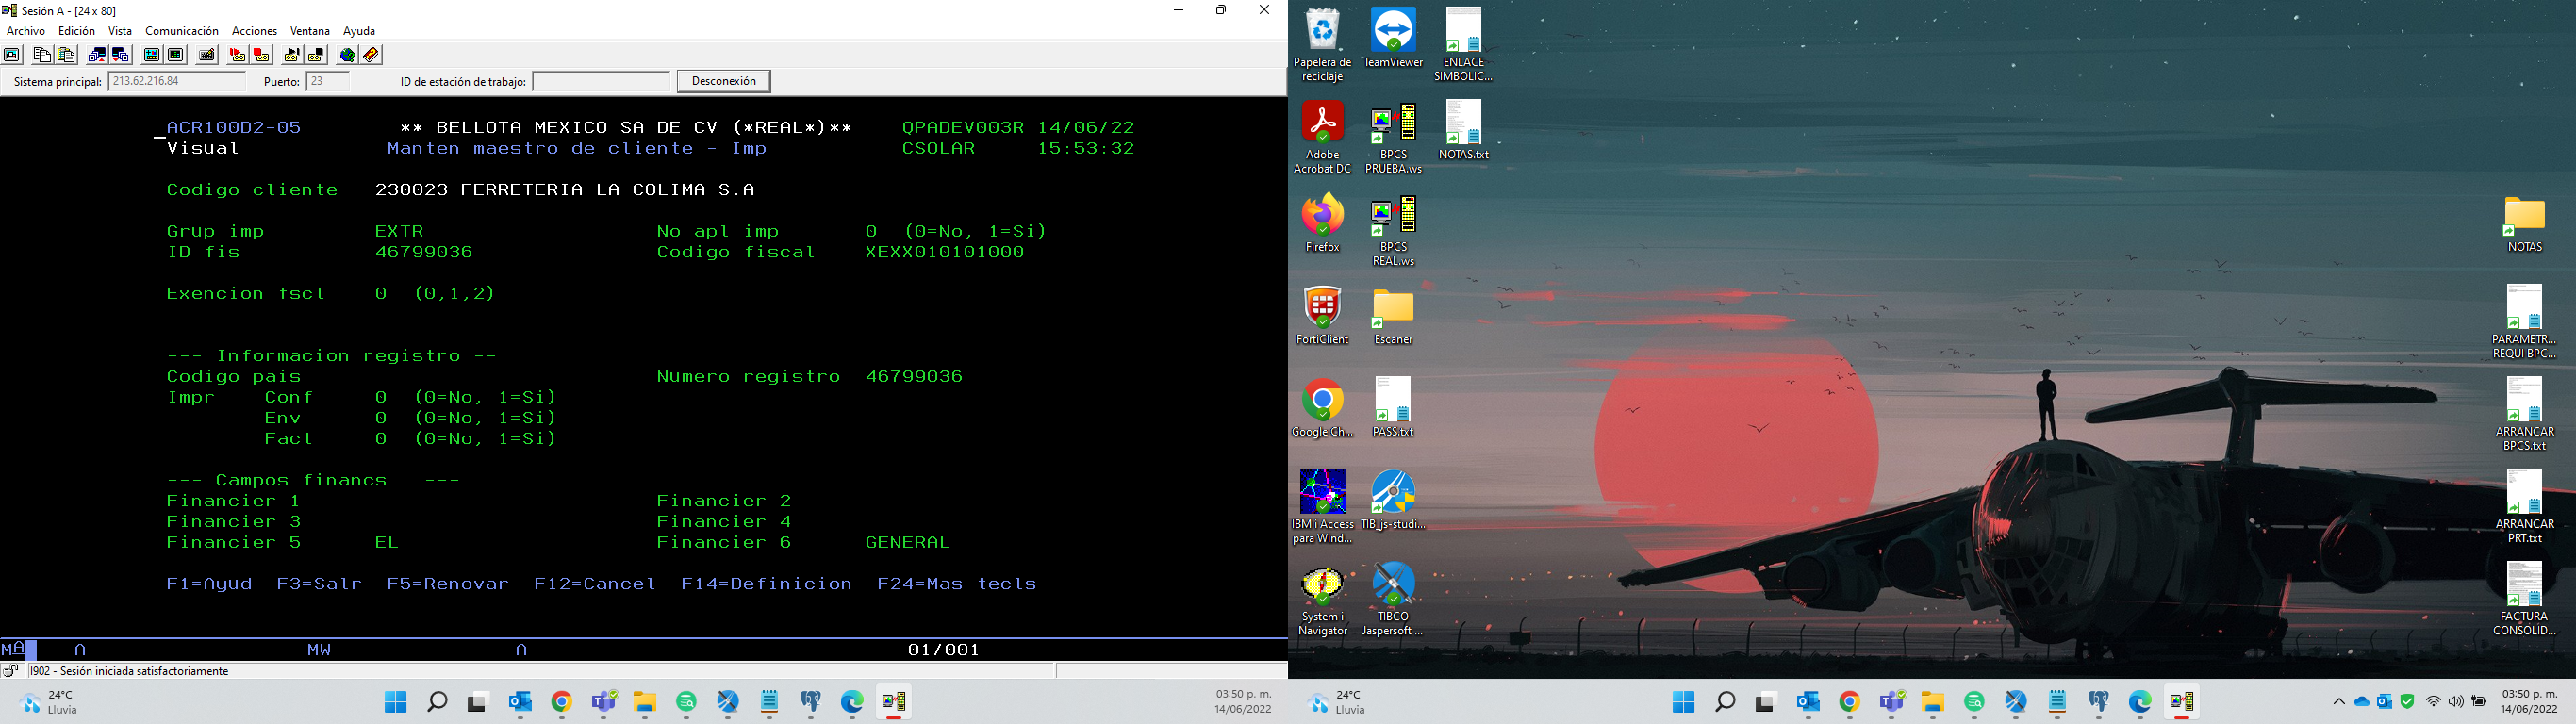 Sesión A - [24 x 80]
Archivo Edición Vista Comunicación Acciones Ventana Ayuda
Sistema principal: 213.62.216.84 Puerto: 23 ID de estación de trabajo: Desconexión
ACR100D2-05 ** BELLOTA MEXICO SA DE CV (*REAL*)** QPADEV003R 14/06/22
Visual Manten maestro de cliente - Imp CSOLAR 15:53:32
Codigo cliente 230023 FERRETERIA LA COLIMA S.A
Grup imp EXTR No apl imp 0 (0=No, 1=Si)
ID fis 46799036 Codigo fiscal XEXX010101000
Exencion fscl 0 (0,1,2)
--- Informacion registro --
Codigo pais Numero registro 46799036
Impr Conf 0 (0=No, 1=Si)
Env 0 (0=No, 1=Si)
Fact 0 (0=No, 1=Si)
--- Campos financs ---
Financier 1 Financier 2
Financier 3 Financier 4
Financier 5 EL Financier 6 GENERAL
F1=Ayud F3=Salr F5=Renovar F12=Cancel F14=Definicion F24=Mas tecls
MA A MW A 01/001
I902 - Sesión iniciada satisfactoriamente
24°C
Lluvia
03:50 p. m.
14/06/2022
Papelera de reciclaje
TeamViewer
ENLACE SIMBOLIC...
Adobe Acrobat DC
BPCS PRUEBA.ws
NOTAS.txt
Firefox
BPCS REAL.ws
FortiClient
Escaner
Google Ch...
PASS.txt
IBM i Access para Wind...
TIB_js-studi...
System i Navigator
TIBCO Jaspersoft ...
NOTAS
PARAMETR... REQUI BPC...
ARRANCAR BPCS.txt
ARRANCAR PRT.txt
FACTURA CONSOLID...
24°C
Lluvia
03:50 p. m.
14/06/2022